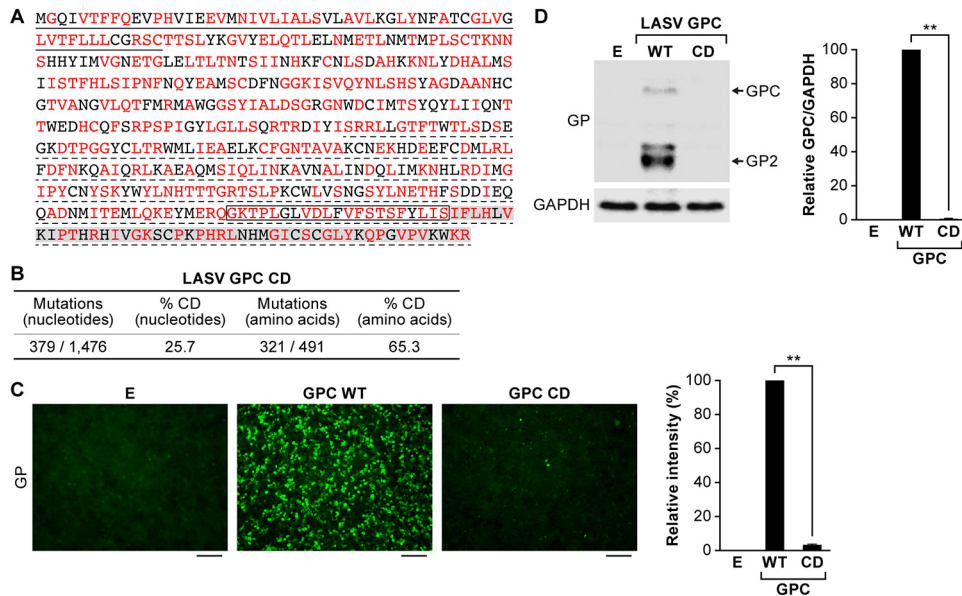 A
MGQIVTFFQEVPHVIEEVMNIVLIALSVLAVLKGLYNFATCGLVG
LVTFLLLCGRSCTTSLYKGVYELQTLELNMETLNMTMPLSCTKNN
SHHYIMVGNETGLELTLTNTSIINHKFCNLSDAHKKNLYDHALMS
IISTFHLSIPNFNQYEAMSCDFNGGKISVQYNLSHSYAGDAANHC
GTVANGVLQTFMRMAWGGSYIALDSGRGNWDCIMTSYQYLIIQNT
TWEDHCQFSRPSPIGYLGLLSQRTRDIYISRRLLGTFTWTLSDSE
GKDTPGGYCLTRWMLIEAELKCFGNTAVAKCNEKHDEEFCDMLRL
FDFNKQAIQRLKAEAQMSIQLINKAVNALINDQLIMKNHLRDIMG
IPYCNYSKYWYLNHTTTGRTSLPKCWLVSNGSYLNETHFSDDIEQ
QADNMITEMLQKEYMERQGKTPLGLVDLFVFSTSFYLISIFLHLV
KIPTHRHIVGKSCPKPHRLNHMGICSCGLYKQPGVPVKWKR
B
LASV GPC CD
Mutations % CD Mutations % CD
(nucleotides) (nucleotides) (amino acids) (amino acids)
379 / 1,476 25.7 321 / 491 65.3
C
E GPC WT GPC CD
GP
Relative intensity (%)
100
80
60
40
20
0
**
E WT CD
GPC
D
LASV GPC
E WT CD
GP
GPC
GP2
GAPDH
Relative GPC/GAPDH
100
80
60
40
20
0
**
E WT CD
GPC